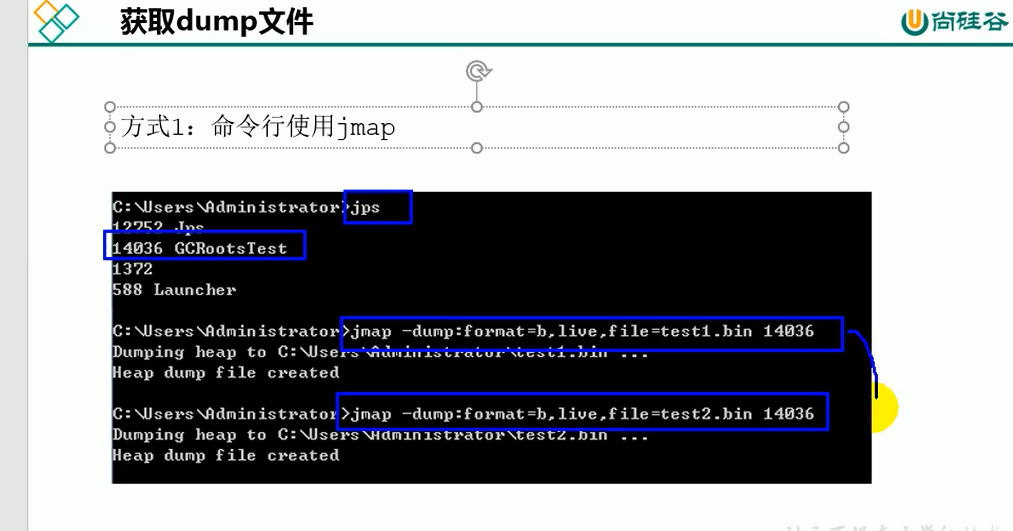 获取dump文件
尚硅谷
方式1: 命令行使用jmap
C:\Users\Administrator>jps
12752 Jps
14036 GCRootsTest
1372
588 Launcher
C:\Users\Administrator>jmap -dump:format=b,live,file=test1.bin 14036
Dumping heap to C:\Users\Administrator\test1.bin ...
Heap dump file created
C:\Users\Administrator>jmap -dump:format=b,live,file=test2.bin 14036
Dumping heap to C:\Users\Administrator\test2.bin ...
Heap dump file created